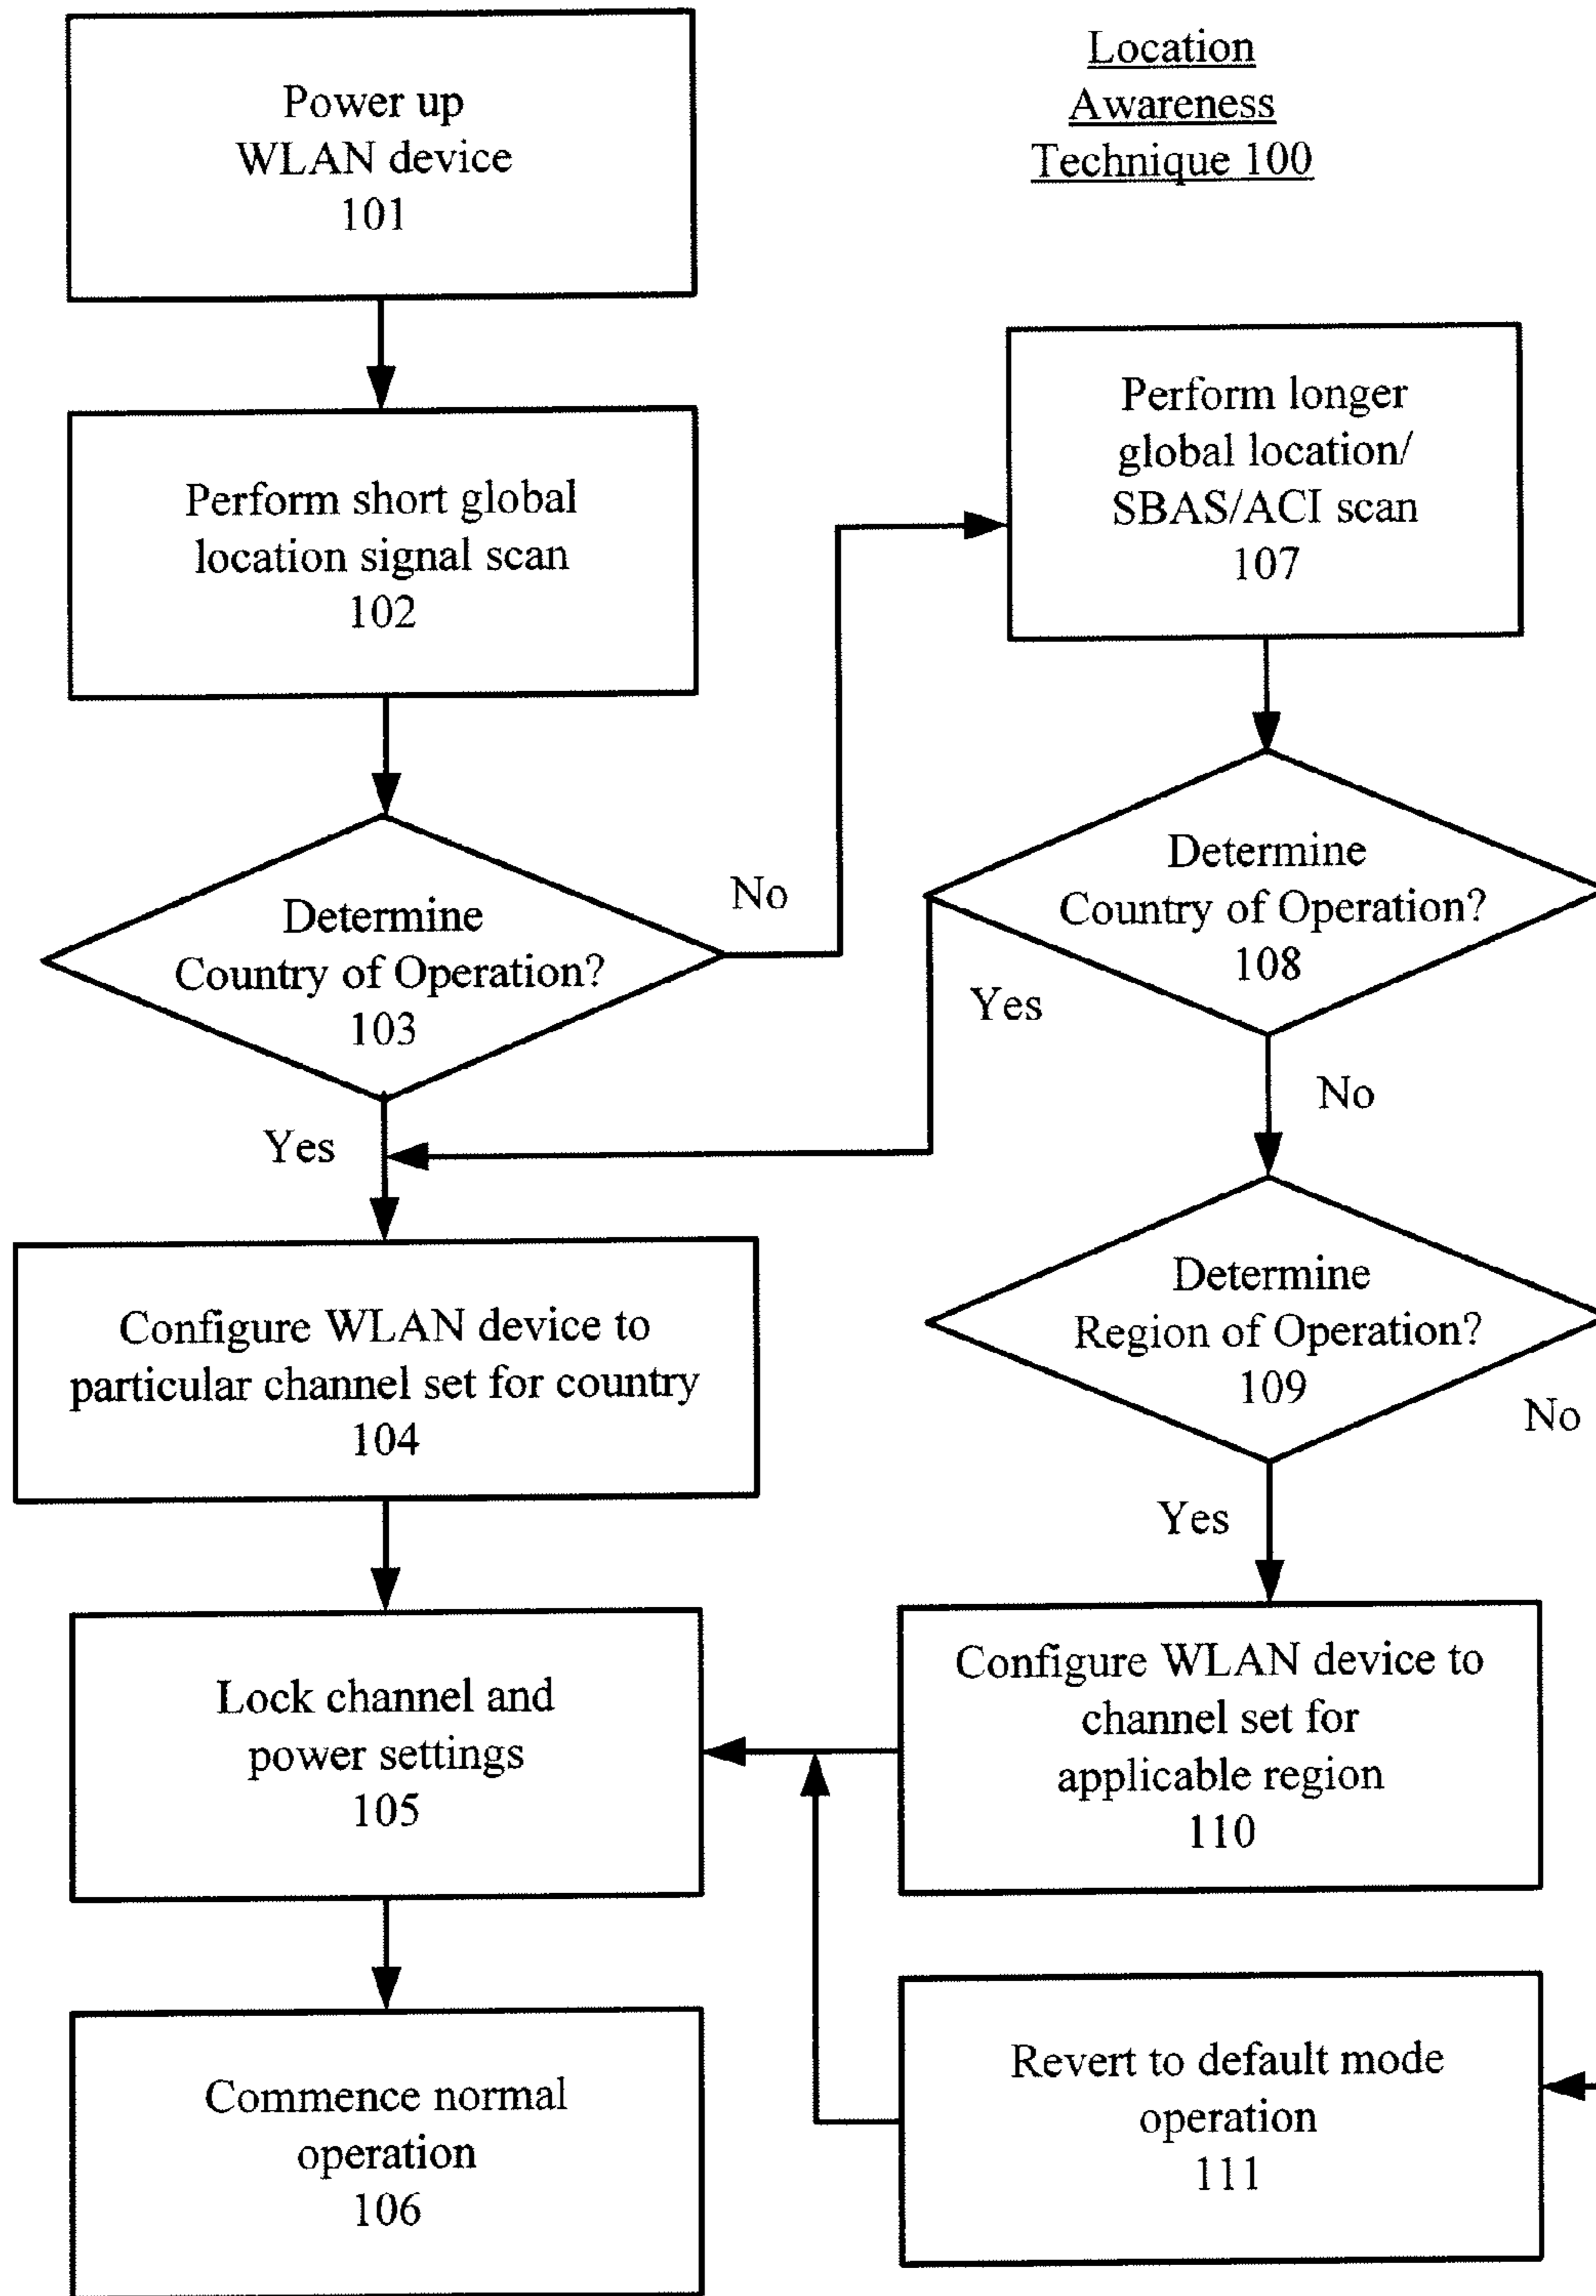 Location
Awareness
Technique 100
Power up
WLAN device
101
Perform short global
location signal scan
102
Determine
Country of Operation?
103
No
Yes
Configure WLAN device to
particular channel set for country
104
Lock channel and
power settings
105
Commence normal
operation
106
Perform longer
global location/
SBAS/ACI scan
107
Determine
Country of Operation?
108
Yes
No
Determine
Region of Operation?
109
No
Yes
Configure WLAN device to
channel set for
applicable region
110
Revert to default mode
operation
111